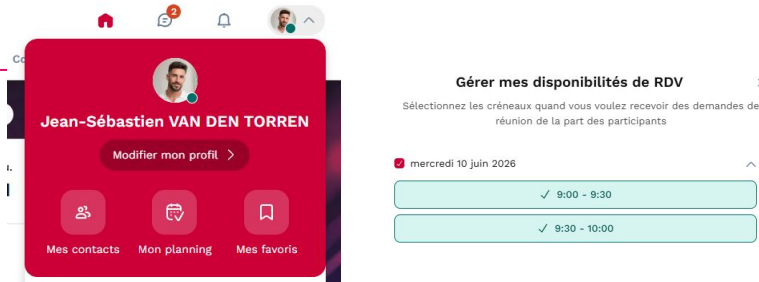 2
Co
Jean-Sébastien VAN DEN TORREN
Modifier mon profil
Mes contacts
Mon planning
Mes favoris
Gérer mes disponibilités de RDV
Sélectionnez les créneaux quand vous voulez recevoir des demandes de
réunion de la part des participants
mercredi 10 juin 2026
9:00 - 9:30
9:30 - 10:00